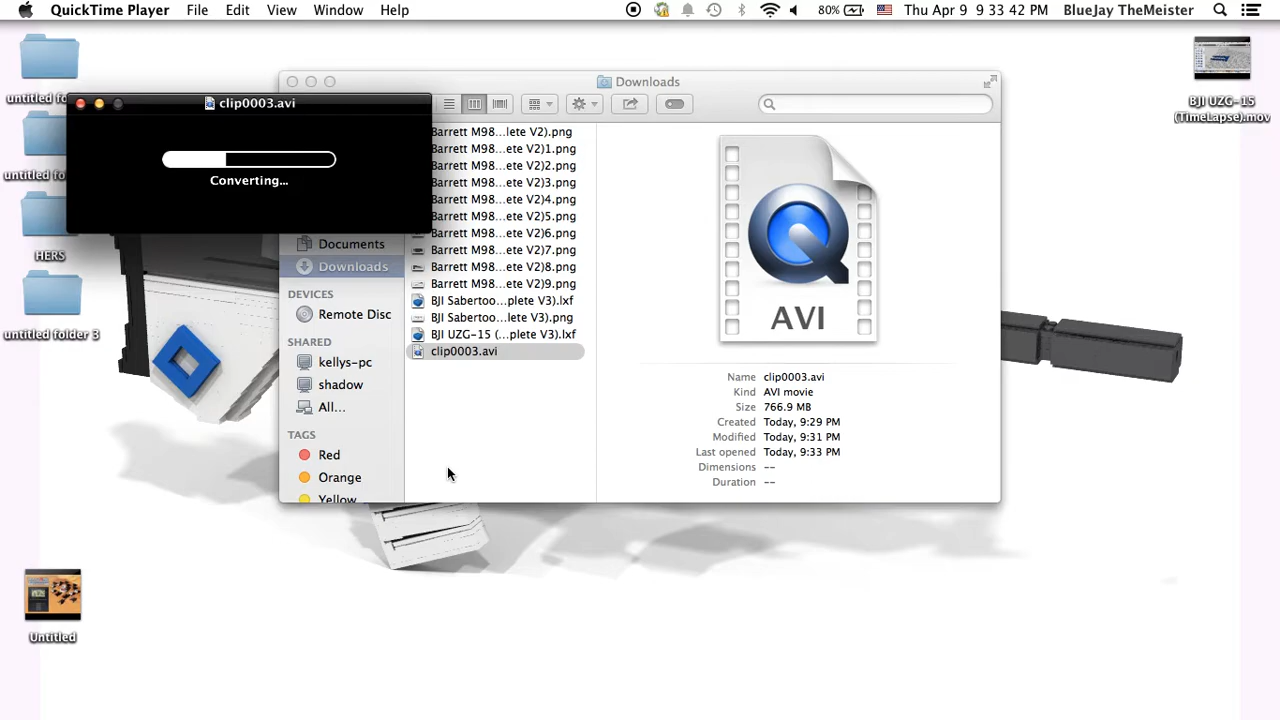 QuickTime Player File Edit View Window Help 80% Thu Apr 9 9 33 42 PM BlueJay TheMeister
untitled fo
untitled fo
HERS
untitled folder 3
Untitled
BJI UZG-15
(TimeLapse).mov
clip0003.avi
Converting...
Downloads
Documents
Downloads
DEVICES
Remote Disc
SHARED
kellys-pc
shadow
All...
TAGS
Red
Orange
Yellow
Barrett M98...lete V2).png
Barrett M98...ete V2)1.png
Barrett M98...ete V2)2.png
Barrett M98...ete V2)3.png
Barrett M98...ete V2)4.png
Barrett M98...ete V2)5.png
Barrett M98...ete V2)6.png
Barrett M98...ete V2)7.png
Barrett M98...ete V2)8.png
Barrett M98...ete V2)9.png
BJI Sabertoo...plete V3).lxf
BJI Sabertoo...lete V3).png
BJI UZG-15 (...plete V3).lxf
clip0003.avi
AVI
Name clip0003.avi
Kind AVI movie
Size 766.9 MB
Created Today, 9:29 PM
Modified Today, 9:31 PM
Last opened Today, 9:33 PM
Dimensions --
Duration --